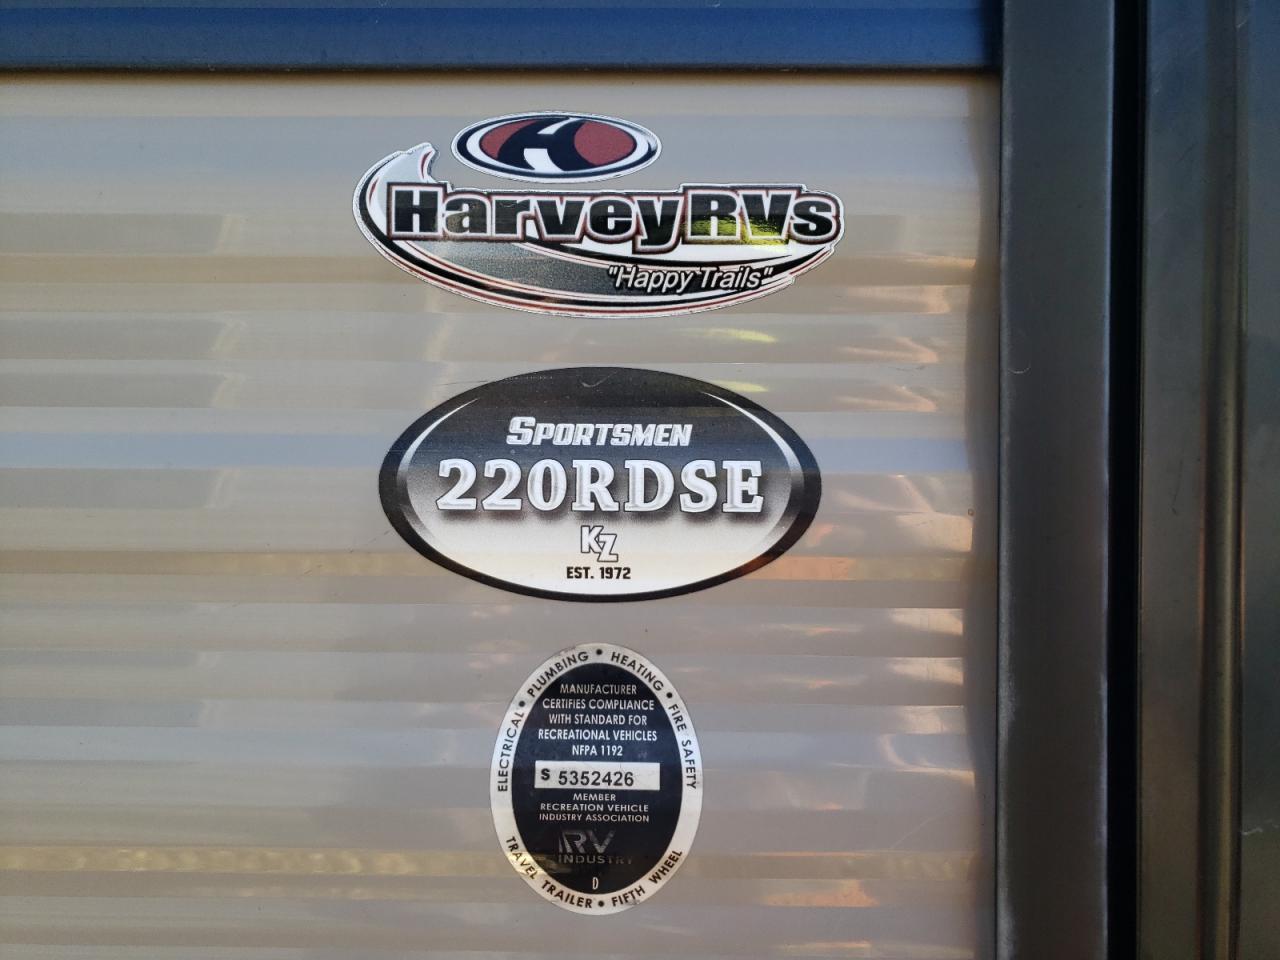 H
HarveyRVs
"Happy Trails"
SPORTSMEN
220RDSE
KZ
EST. 1972
ELECTRICAL • PLUMBING • HEATING • FIRE SAFETY
MANUFACTURER
CERTIFIES COMPLIANCE
WITH STANDARD FOR
RECREATIONAL VEHICLES
NFPA 1192
S 5352426
MEMBER
RECREATION VEHICLE
INDUSTRY ASSOCIATION
RV
INDUSTRY
D
TRAVEL TRAILER • FIFTH WHEEL